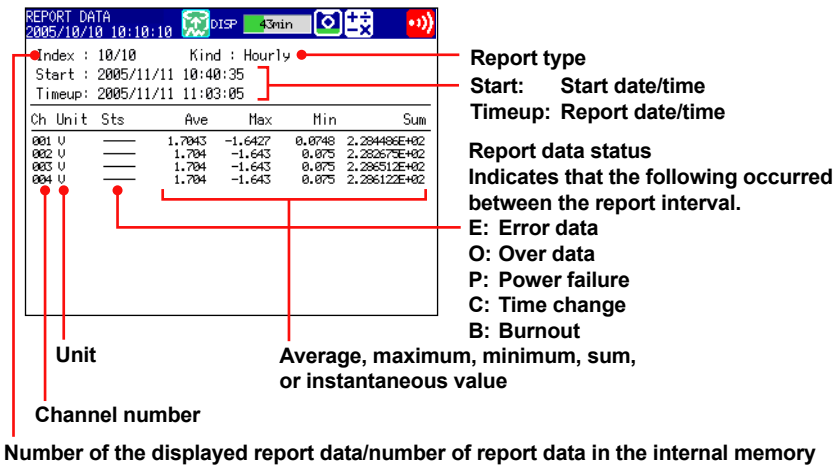 REPORT DATA
2005/10/10 10:10:10 DISP 43min
Index : 10/10 Kind : Hourly
Start : 2005/11/11 10:40:35
Timeup: 2005/11/11 11:03:05
Ch Unit Sts Ave Max Min Sum
001 V 1.7043 -1.6427 0.0748 2.284486E+02
002 V 1.704 -1.643 0.075 2.282675E+02
003 V 1.704 -1.643 0.075 2.286512E+02
004 V 1.704 -1.643 0.075 2.286122E+02
Report type
Start: Start date/time
Timeup: Report date/time
Report data status
Indicates that the following occurred
between the report interval.
E: Error data
O: Over data
P: Power failure
C: Time change
B: Burnout
Unit
Average, maximum, minimum, sum,
or instantaneous value
Channel number
Number of the displayed report data/number of report data in the internal memory